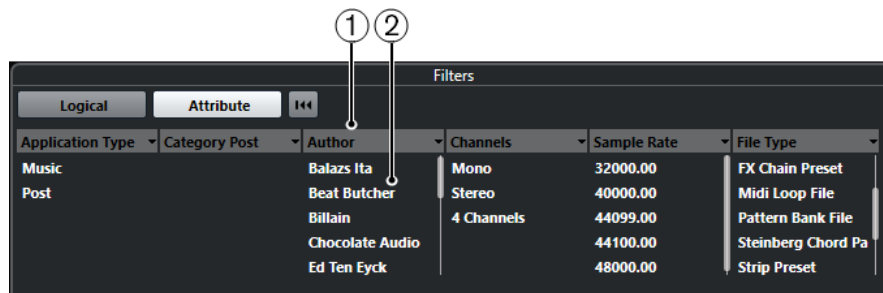 1 2
Filters
Logical Attribute
Application Type Category Post Author Channels Sample Rate File Type
Music Balazs Ita Mono 32000.00 FX Chain Preset
Post Beat Butcher Stereo 40000.00 Midi Loop File
Billain 4 Channels 44099.00 Pattern Bank File
Chocolate Audio 44100.00 Steinberg Chord Pa
Ed Ten Eyck 48000.00 Strip Preset